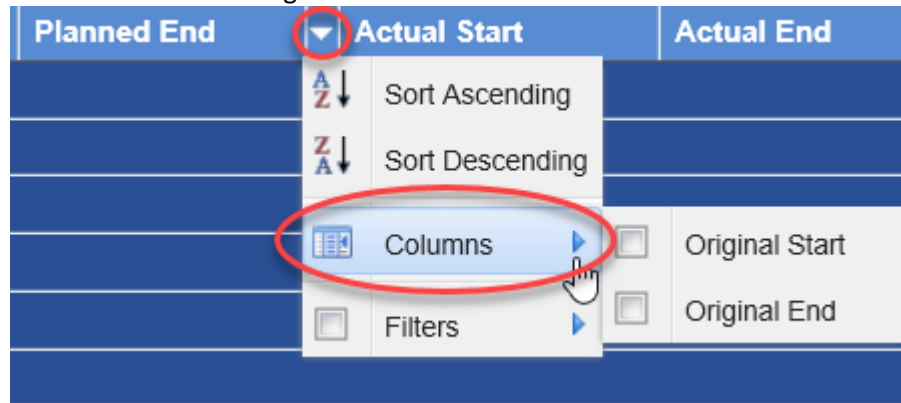 Planned End Actual Start Actual End
Sort Ascending
Sort Descending
Columns Original Start
Original End
Filters